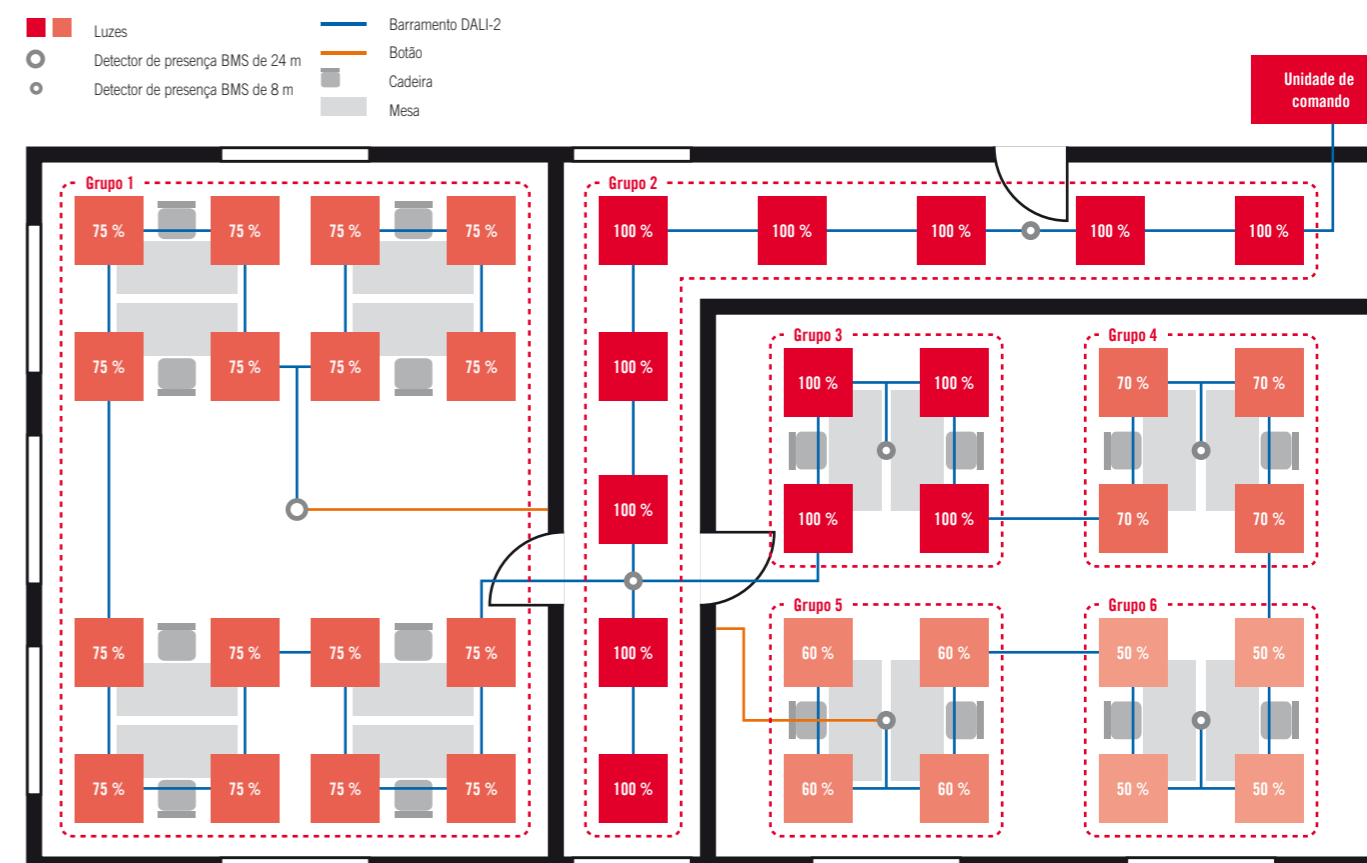 Luzes
Detector de presença BMS de 24 m
Detector de presença BMS de 8 m
Barramento DALI-2
Botão
Cadeira
Mesa
Unidade de
comando
Grupo 1
75 % 75 % 75 % 75 %
75 % 75 % 75 % 75 %
75 % 75 % 75 % 75 %
75 % 75 % 75 % 75 %
Grupo 2
100 % 100 % 100 % 100 % 100 %
100 %
100 %
100 %
100 %
Grupo 3
100 % 100 %
100 % 100 %
Grupo 4
70 % 70 %
70 % 70 %
Grupo 5
60 % 60 %
60 % 60 %
Grupo 6
50 % 50 %
50 % 50 %